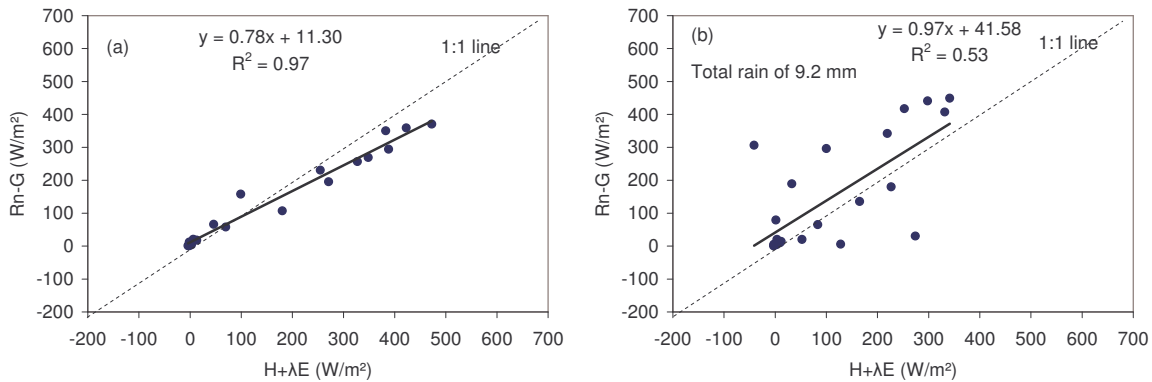 700
600
500
400
300
200
100
0
-100
-200
Rn-G (W/m²)
(a)
y = 0.78x + 11.30
R² = 0.97
1:1 line
-200 -100 0 100 200 300 400 500 600 700
H+λE (W/m²)
700
600
500
400
300
200
100
0
-100
-200
Rn-G (W/m²)
(b)
y = 0.97x + 41.58
R² = 0.53
1:1 line
Total rain of 9.2 mm
-200 -100 0 100 200 300 400 500 600 700
H+λE (W/m²)